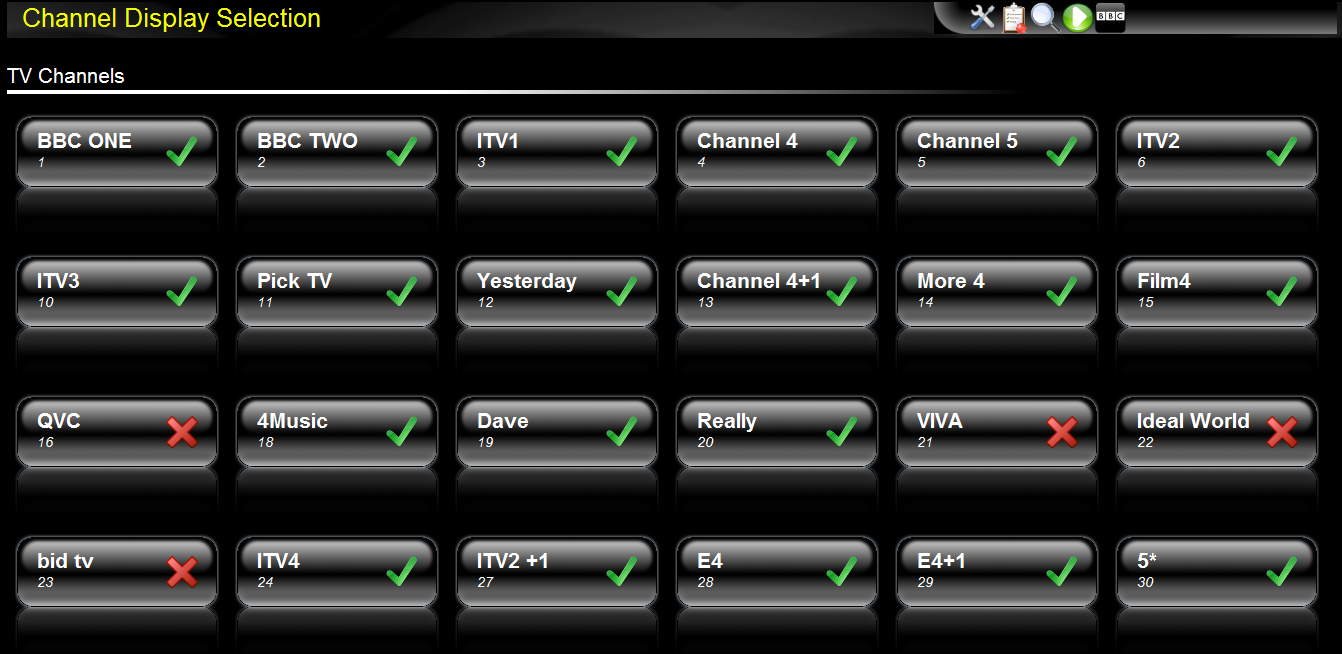 Channel Display Selection
BBC
TV Channels
BBC ONE
1
BBC TWO
2
ITV1
3
Channel 4
4
Channel 5
5
ITV2
6
ITV3
10
Pick TV
11
Yesterday
12
Channel 4+1
13
More 4
14
Film4
15
QVC
16
4Music
18
Dave
19
Really
20
VIVA
21
Ideal World
22
bid tv
23
ITV4
24
ITV2 +1
27
E4
28
E4+1
29
5*
30